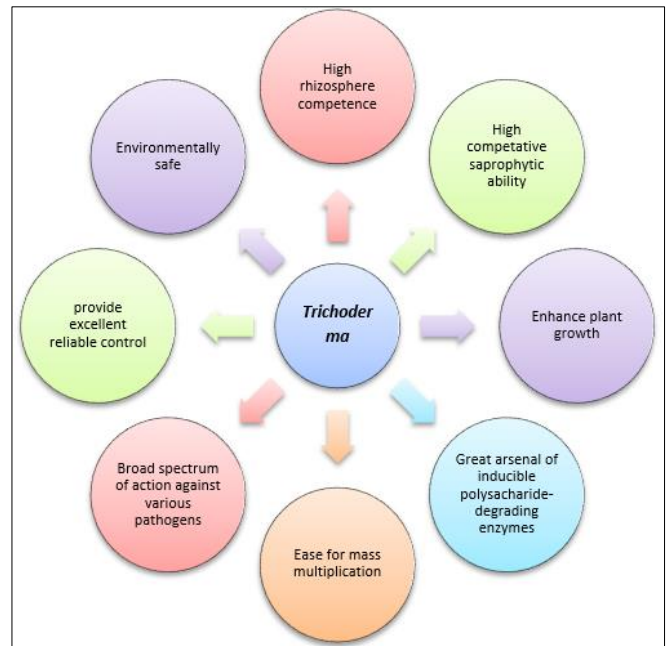 High
rhizosphere
competence
High
competative
saprophytic
ability
Enhance plant
growth
Great arsenal of
inducible
polysacharide-
degrading
enzymes
Ease for mass
multiplication
Broad spectrum
of action against
various
pathogens
provide
excellent
reliable control
Environmentally
safe
Trichoder
ma